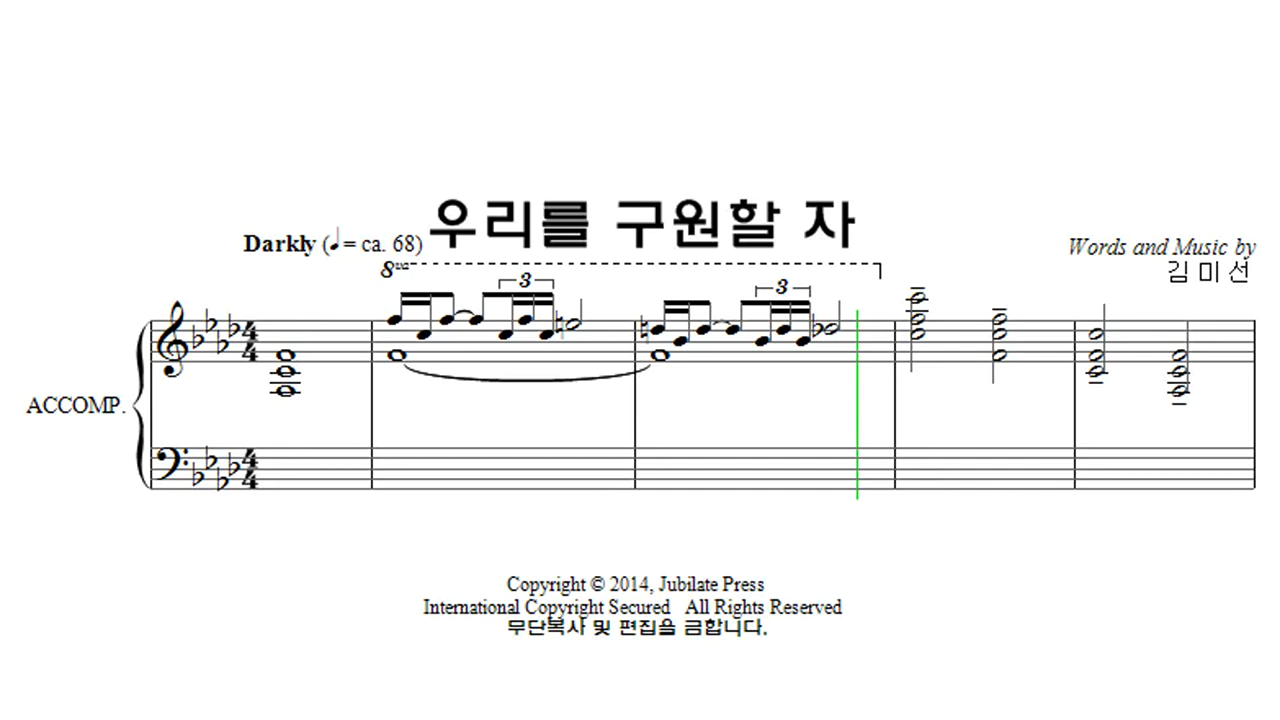 우리를 구원할 자
Darkly (♩= ca. 68)
Words and Music by
김 미 선
8va
3
3
ACCOMP.
Copyright © 2014, Jubilate Press
International Copyright Secured   All Rights Reserved
무단복사 및 편집을 금합니다.